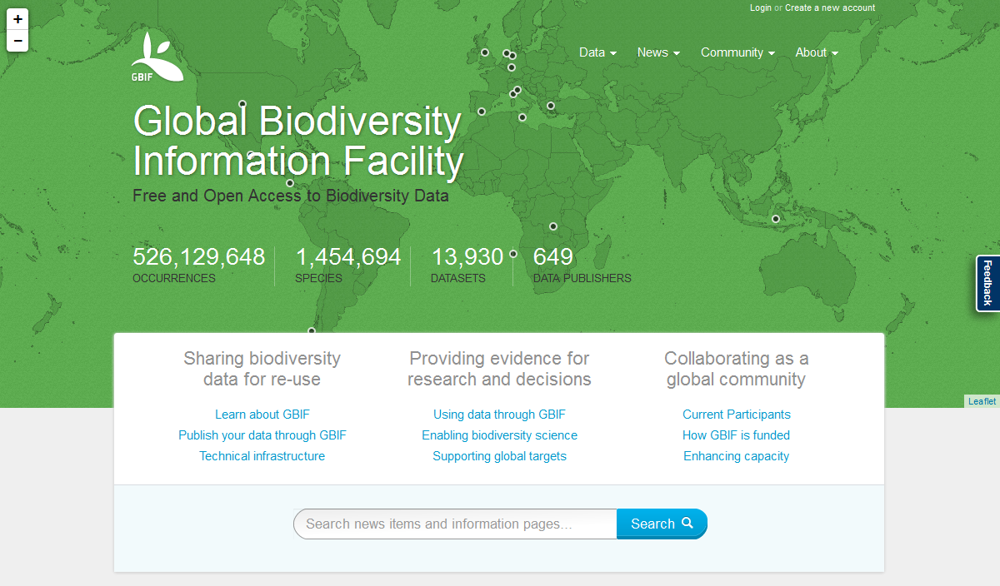 +
−
Login or Create a new account
GBIF
Data News Community About
Global Biodiversity
Information Facility
Free and Open Access to Biodiversity Data
526,129,648 1,454,694 13,930 649
OCCURRENCES SPECIES DATASETS DATA PUBLISHERS
Feedback
Sharing biodiversity
data for re-use
Learn about GBIF
Publish your data through GBIF
Technical infrastructure
Providing evidence for
research and decisions
Using data through GBIF
Enabling biodiversity science
Supporting global targets
Collaborating as a
global community
Current Participants
How GBIF is funded
Enhancing capacity
Leaflet
Search news items and information pages... Search